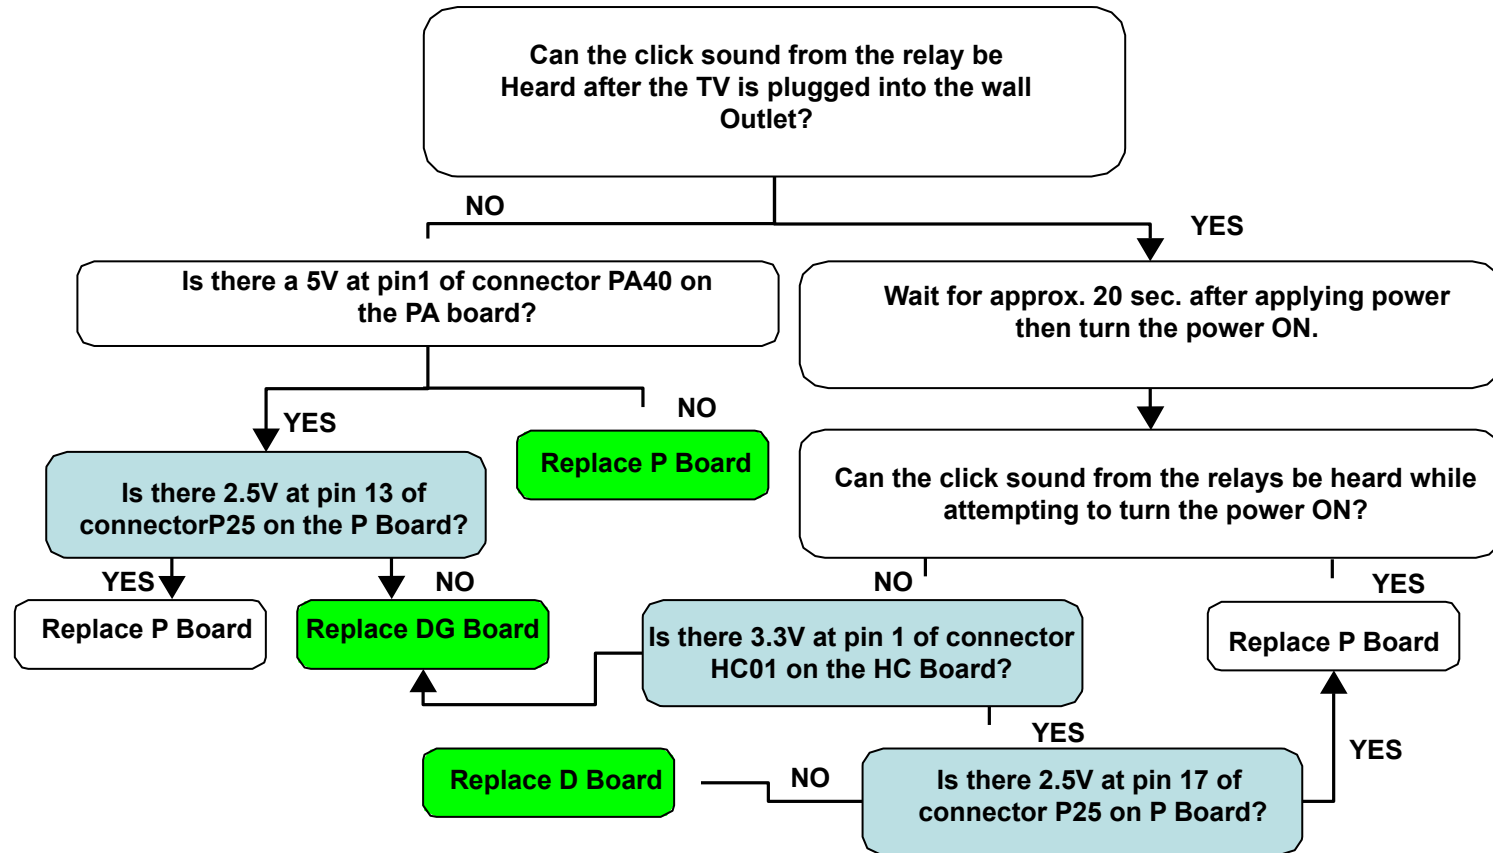 Can the click sound from the relay be
Heard after the TV is plugged into the wall
Outlet?
NO
YES
Is there a 5V at pin1 of connector PA40 on
the PA board?
Wait for approx. 20 sec. after applying power
then turn the power ON.
YES
NO
Replace P Board
Is there 2.5V at pin 13 of
connectorP25 on the P Board?
Can the click sound from the relays be heard while
attempting to turn the power ON?
YES
NO
NO
YES
Replace P Board
Replace DG Board
Is there 3.3V at pin 1 of connector
HC01 on the HC Board?
Replace P Board
YES
YES
Replace D Board
NO
Is there 2.5V at pin 17 of
connector P25 on P Board?